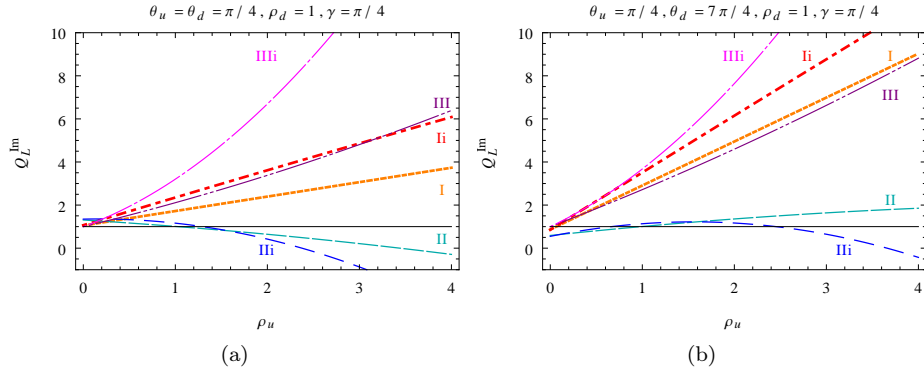 θu = θd = π/4, ρd = 1, γ = π/4
10
8
6
4
2
0
QL^Im
IIIi
III
Ii
I
II
IIi
0 1 2 3 4
ρu
(a)
θu = π/4, θd = 7π/4, ρd = 1, γ = π/4
10
8
6
4
2
0
QL^Im
IIIi
Ii
I
III
II
IIi
0 1 2 3 4
ρu
(b)